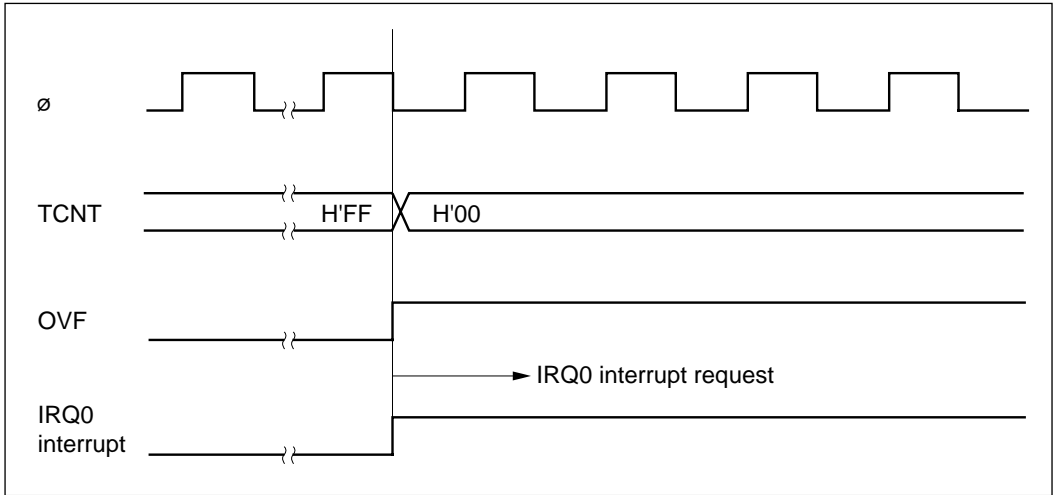 ø
TCNT
H'FF
H'00
OVF
IRQ0 interrupt request
IRQ0
interrupt